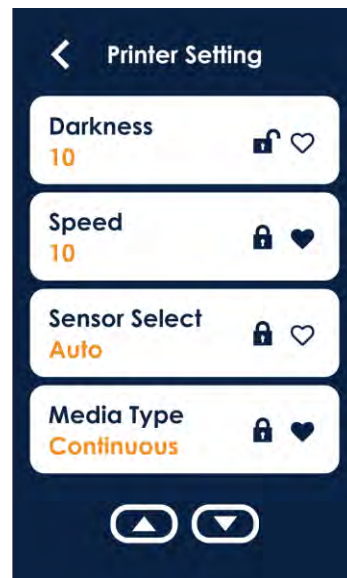 Printer Setting
Darkness
10
Speed
10
Sensor Select
Auto
Media Type
Continuous